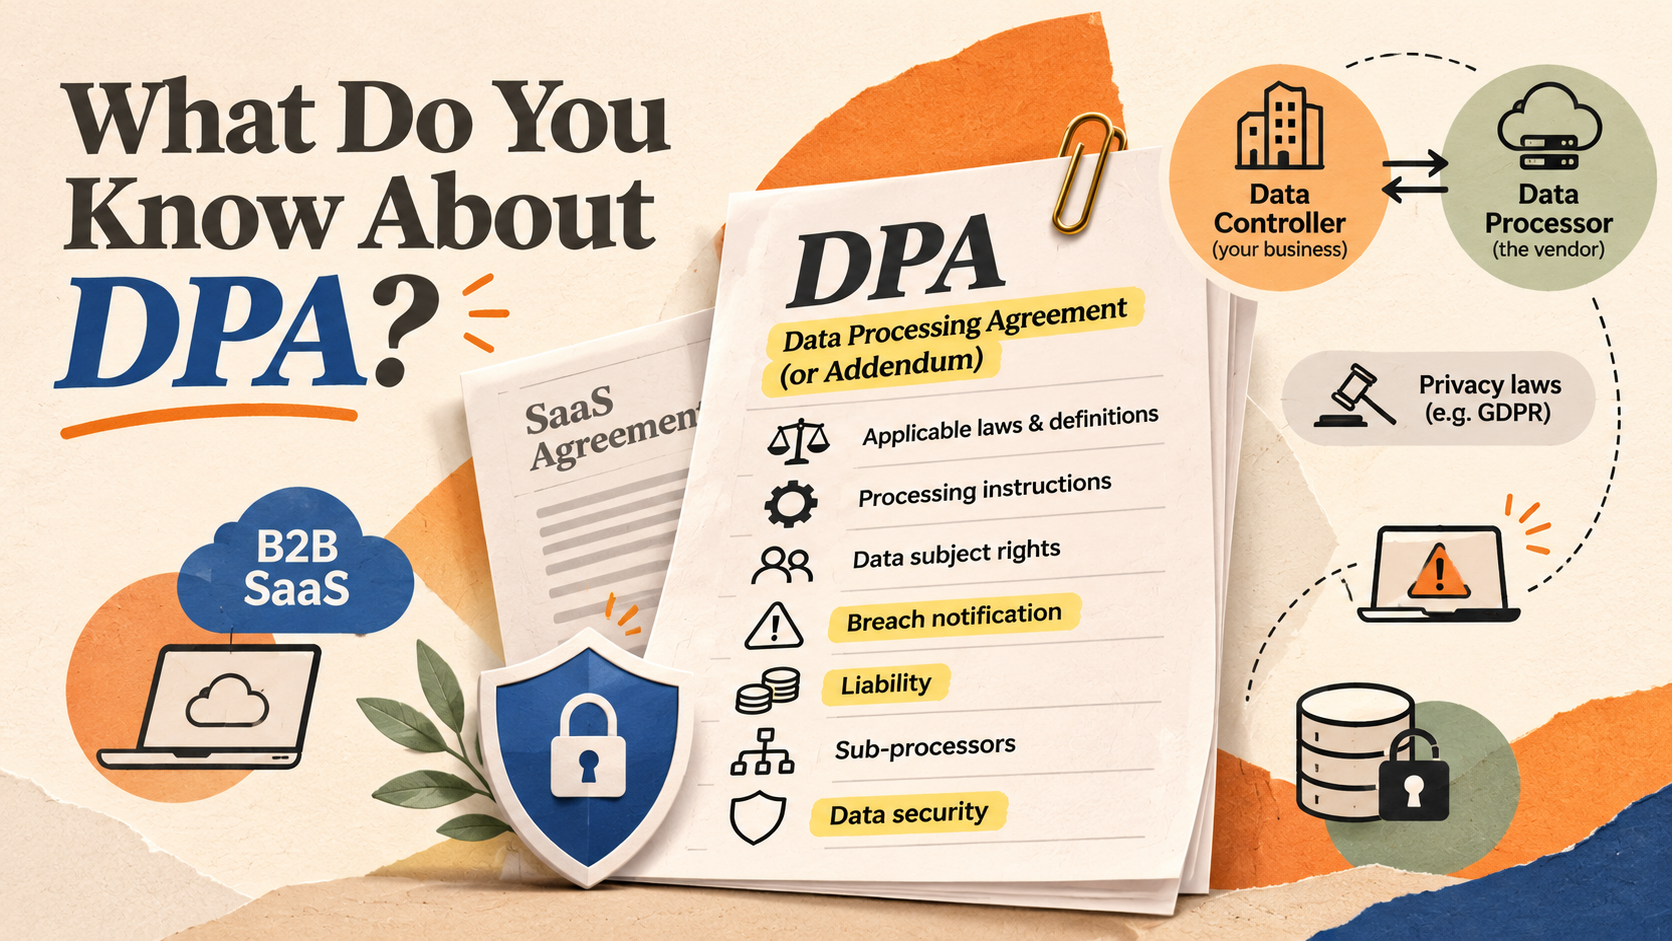 What Do You
Know About
DPA?
B2B
SaaS
SaaS
Agreement
DPA
Data Processing Agreement
(or Addendum)
Applicable laws & definitions
Processing instructions
Data subject rights
Breach notification
Liability
Sub-processors
Data security
Data
Controller
(your business)
Data
Processor
(the vendor)
Privacy laws
(e.g. GDPR)